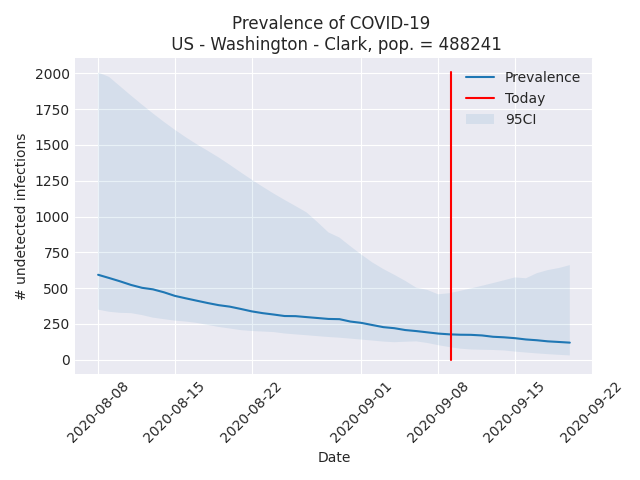 Prevalence of COVID-19
US - Washington - Clark, pop. = 488241
Prevalence
Today
95CI
# undetected infections
2000
1750
1500
1250
1000
750
500
250
0
2020-08-08
2020-08-15
2020-08-22
2020-09-01
2020-09-08
2020-09-15
2020-09-22
Date